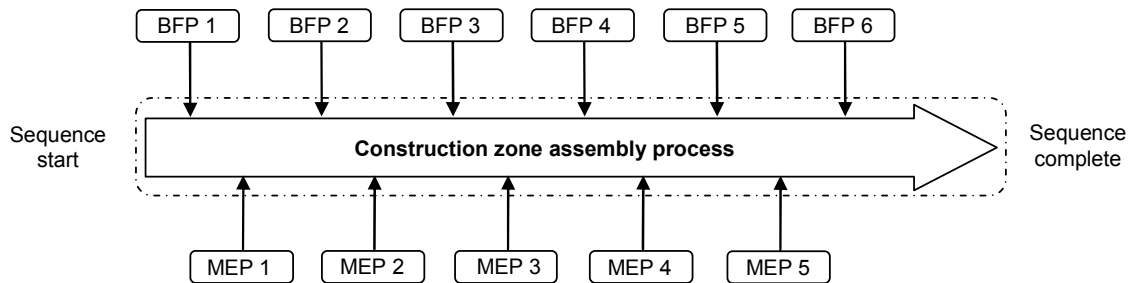 BFP 1
BFP 2
BFP 3
BFP 4
BFP 5
BFP 6
Sequence
start
Construction zone assembly process
Sequence
complete
MEP 1
MEP 2
MEP 3
MEP 4
MEP 5